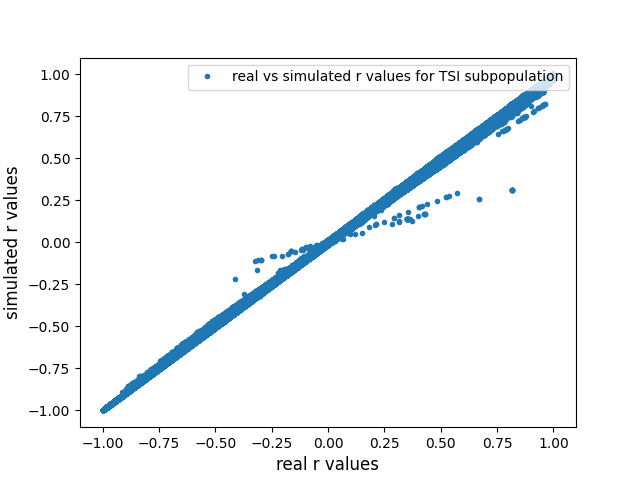 real vs simulated r values for TSI subpopulation
1.00
0.75
0.50
0.25
0.00
−0.25
−0.50
−0.75
−1.00
simulated r values
−1.00 −0.75 −0.50 −0.25 0.00 0.25 0.50 0.75 1.00
real r values